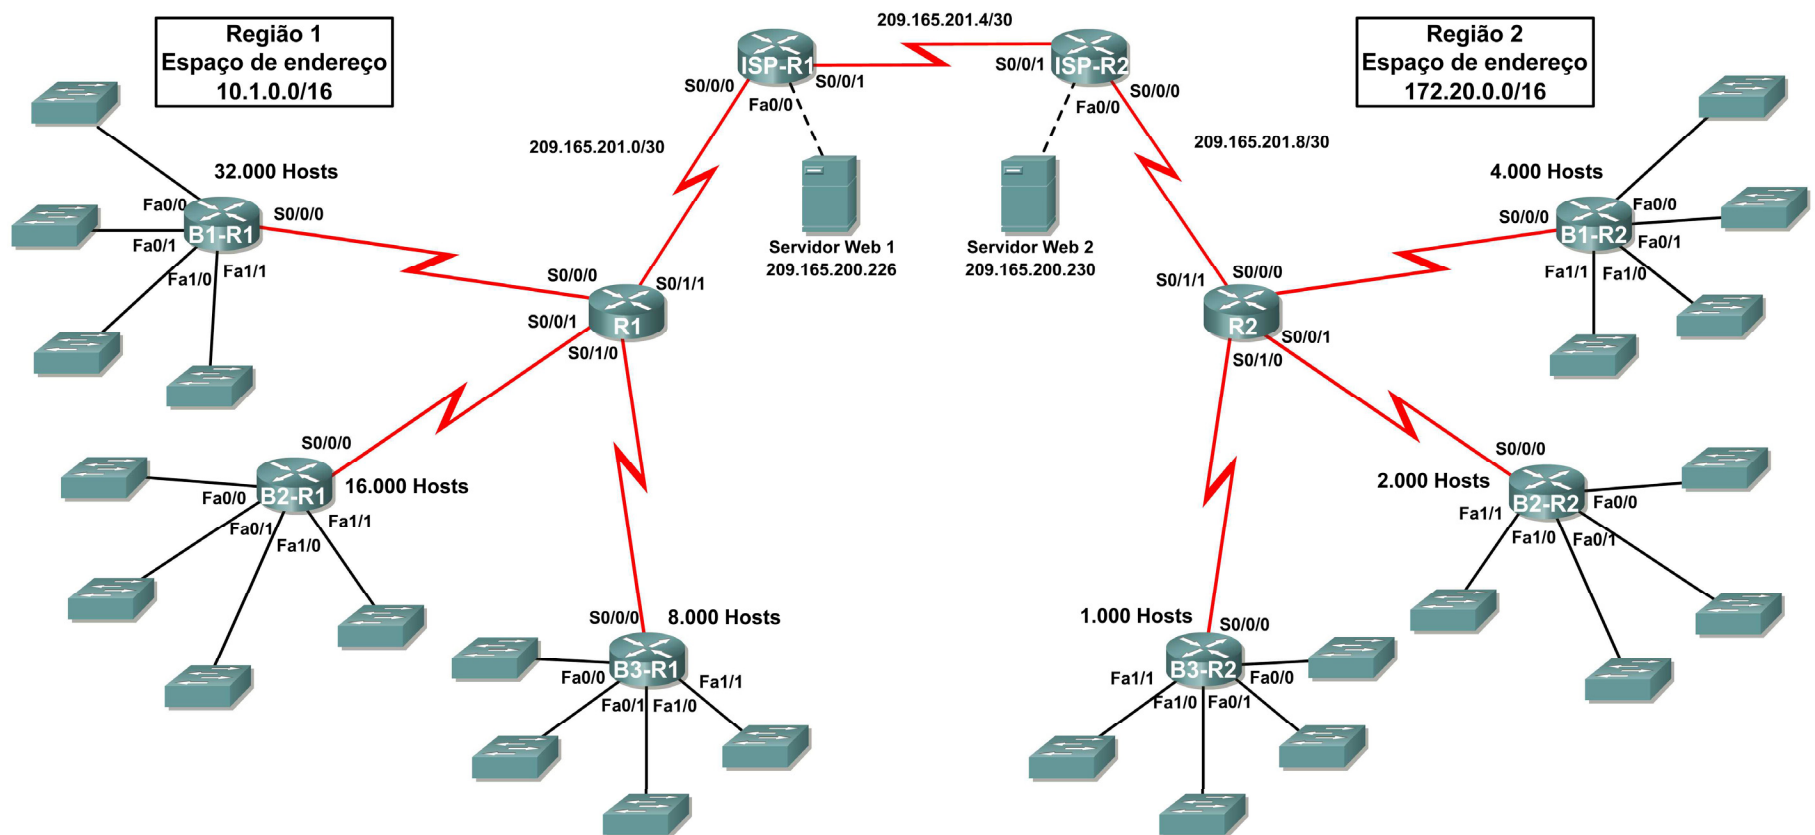 Região 1
Espaço de endereço
10.1.0.0/16
209.165.201.4/30
Região 2
Espaço de endereço
172.20.0.0/16
ISP-R1
S0/0/0
S0/0/1
Fa0/0
ISP-R2
S0/0/1
S0/0/0
Fa0/0
209.165.201.0/30
209.165.201.8/30
Servidor Web 1
209.165.200.226
Servidor Web 2
209.165.200.230
32.000 Hosts
B1-R1
Fa0/0
S0/0/0
Fa0/1
Fa1/0
Fa1/1
4.000 Hosts
B1-R2
S0/0/0
Fa0/0
Fa0/1
Fa1/1
Fa1/0
R1
S0/0/0
S0/1/1
S0/0/1
S0/1/0
R2
S0/1/1
S0/0/0
S0/0/1
S0/1/0
16.000 Hosts
B2-R1
S0/0/0
Fa0/0
Fa0/1
Fa1/0
Fa1/1
2.000 Hosts
B2-R2
S0/0/0
Fa0/0
Fa1/1
Fa1/0
Fa0/1
8.000 Hosts
B3-R1
S0/0/0
Fa0/0
Fa0/1
Fa1/0
Fa1/1
1.000 Hosts
B3-R2
S0/0/0
Fa1/1
Fa0/0
Fa1/0
Fa0/1